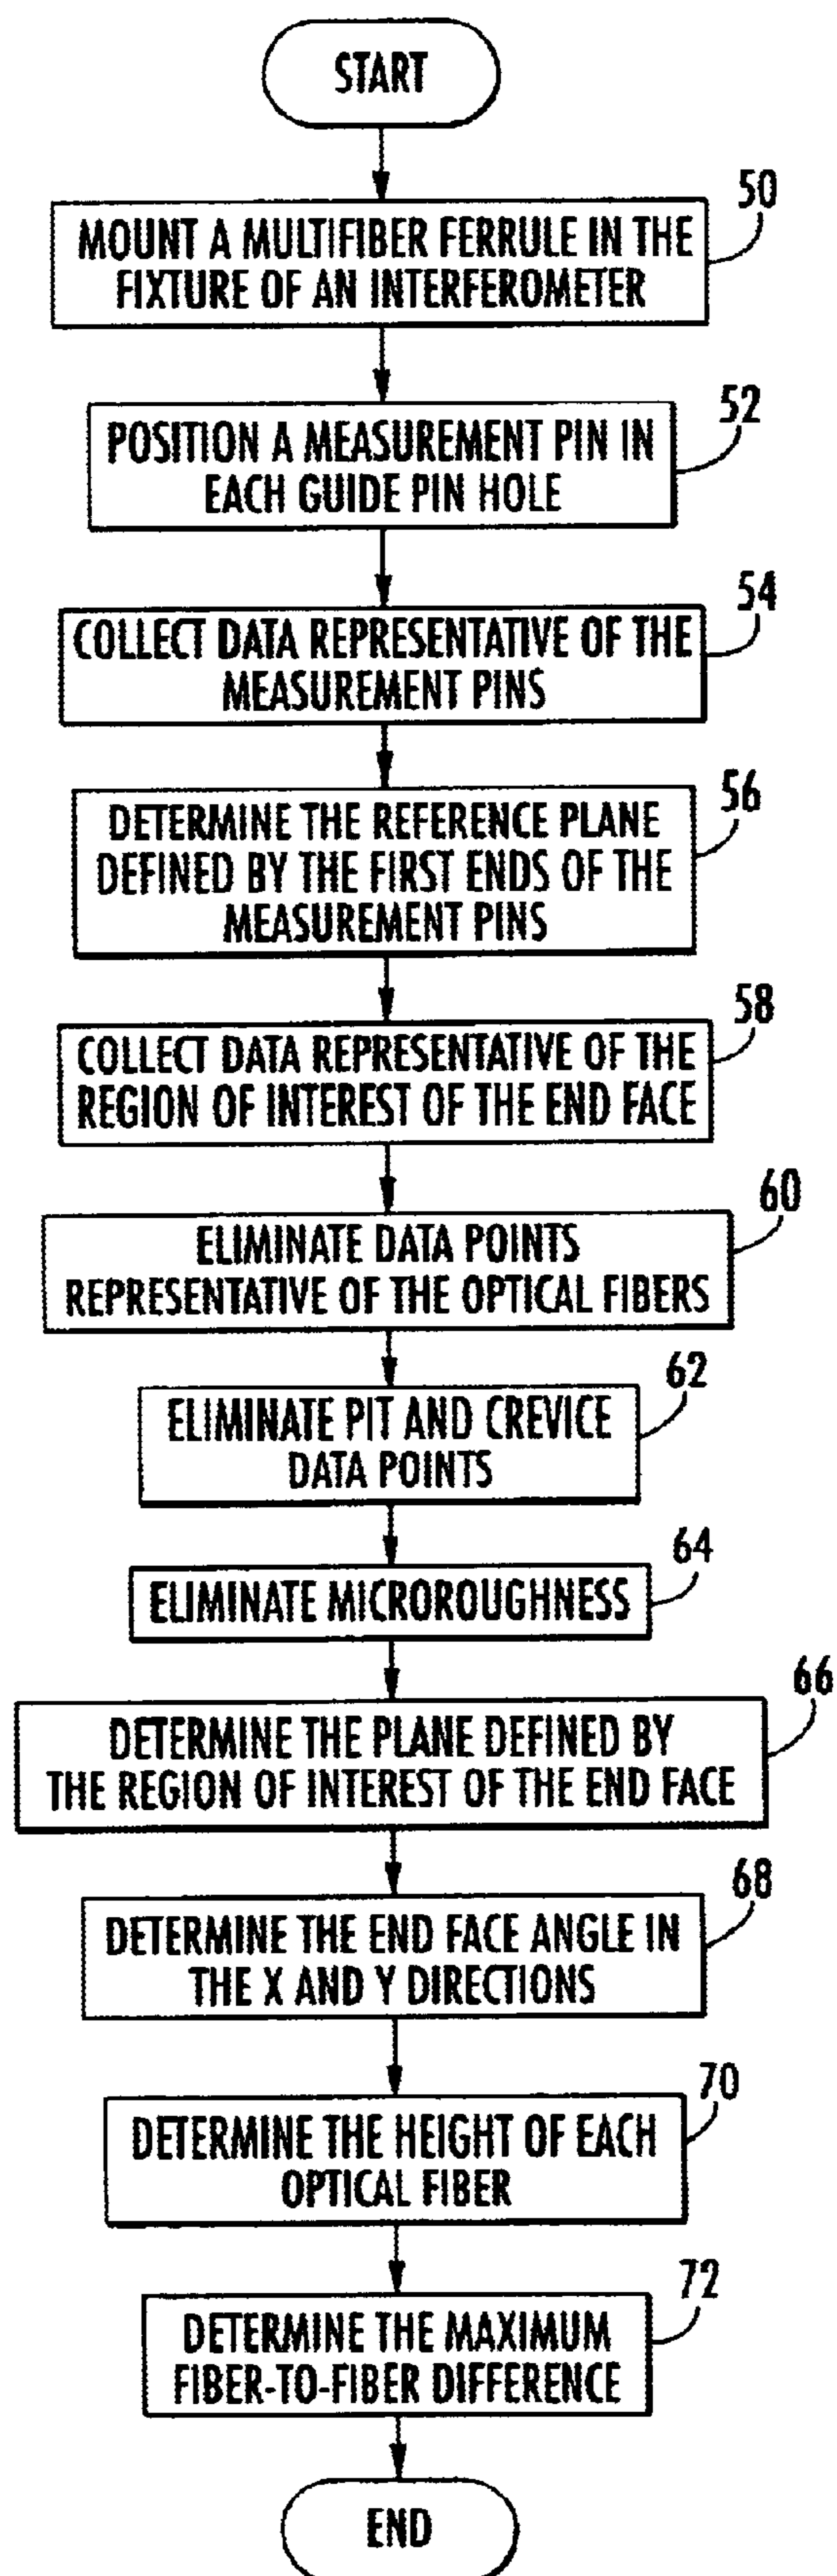 START
50
MOUNT A MULTIFIBER FERRULE IN THE
FIXTURE OF AN INTERFEROMETER
52
POSITION A MEASUREMENT PIN IN
EACH GUIDE PIN HOLE
54
COLLECT DATA REPRESENTATIVE OF THE
MEASUREMENT PINS
56
DETERMINE THE REFERENCE PLANE
DEFINED BY THE FIRST ENDS OF THE
MEASUREMENT PINS
58
COLLECT DATA REPRESENTATIVE OF THE
REGION OF INTEREST OF THE END FACE
60
ELIMINATE DATA POINTS
REPRESENTATIVE OF THE OPTICAL FIBERS
62
ELIMINATE PIT AND CREVICE
DATA POINTS
64
ELIMINATE MICROROUGHNESS
66
DETERMINE THE PLANE DEFINED BY
THE REGION OF INTEREST OF THE END FACE
68
DETERMINE THE END FACE ANGLE IN
THE X AND Y DIRECTIONS
70
DETERMINE THE HEIGHT OF EACH
OPTICAL FIBER
72
DETERMINE THE MAXIMUM
FIBER-TO-FIBER DIFFERENCE
END